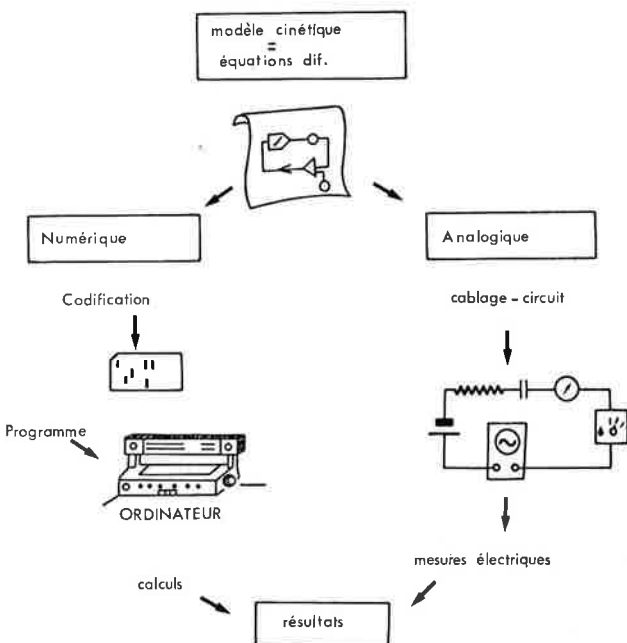 modèle cinétique
=
équations dif.
Numérique
Analogique
Codification
cablage - circuit
Programme
ORDINATEUR
mesures électriques
calculs
résultats